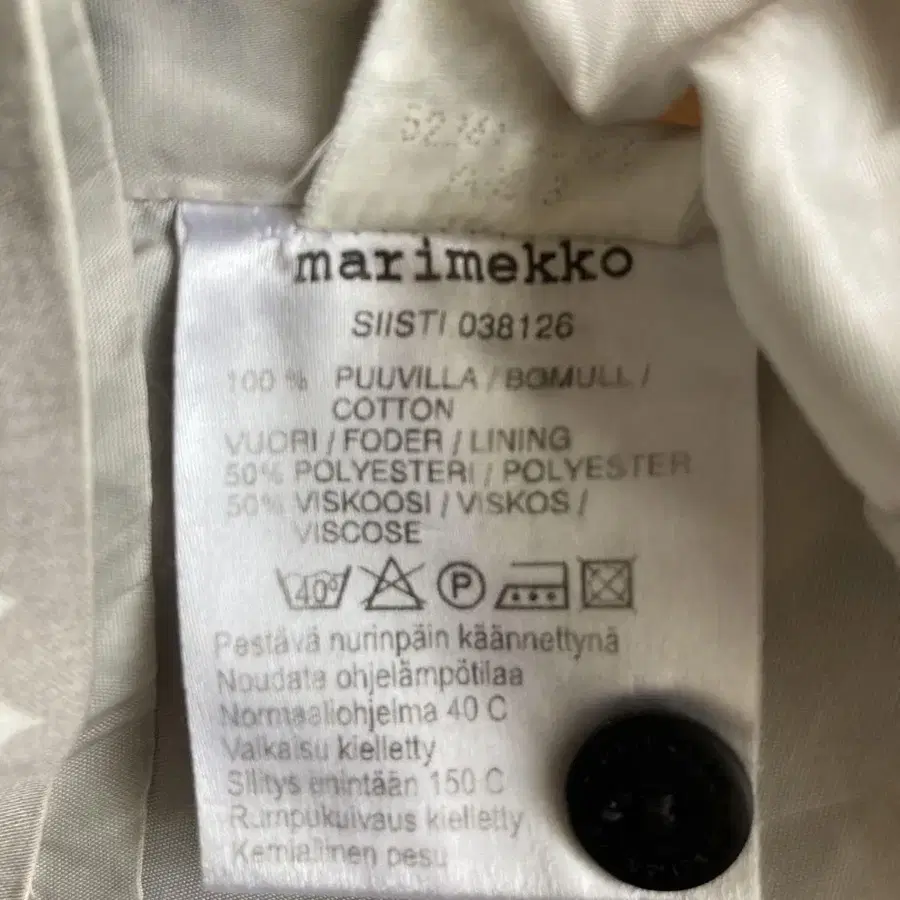 marimekko
SIISTI 038126
100 % PUUVILLA / BOMULL /
COTTON
VUORI / FODER / LINING
50% POLYESTERI / POLYESTER
50% VISKOOSI / VISKOS /
VISCOSE
40° P
Pestävä nurinpäin käännettynä
Noudata ohjelämpötilaa
Normaaliohjelma 40 C
Valkaisu kielletty
Silitys enintään 150 C
Rumpukuivaus kielletty
Kemiallinen pesu